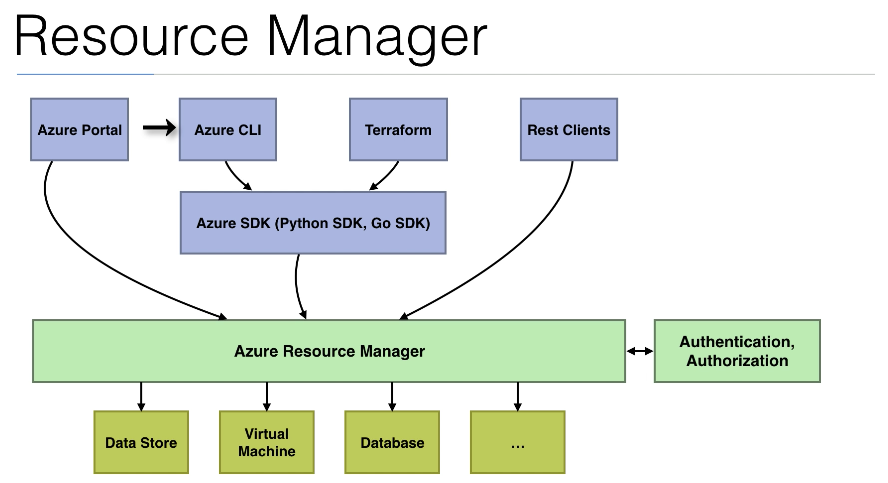 Resource Manager
Azure Portal
Azure CLI
Terraform
Rest Clients
Azure SDK (Python SDK, Go SDK)
Azure Resource Manager
Authentication,
Authorization
Data Store
Virtual
Machine
Database
...